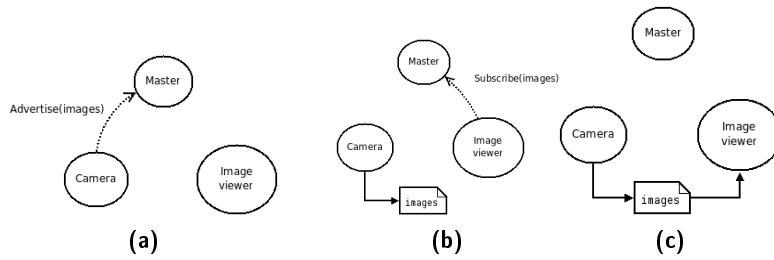 Master
Advertise(images)
Camera
Image
viewer
(a)
Master
Subscribe(images)
Camera
Image
viewer
images
(b)
Master
Camera
Image
viewer
images
(c)